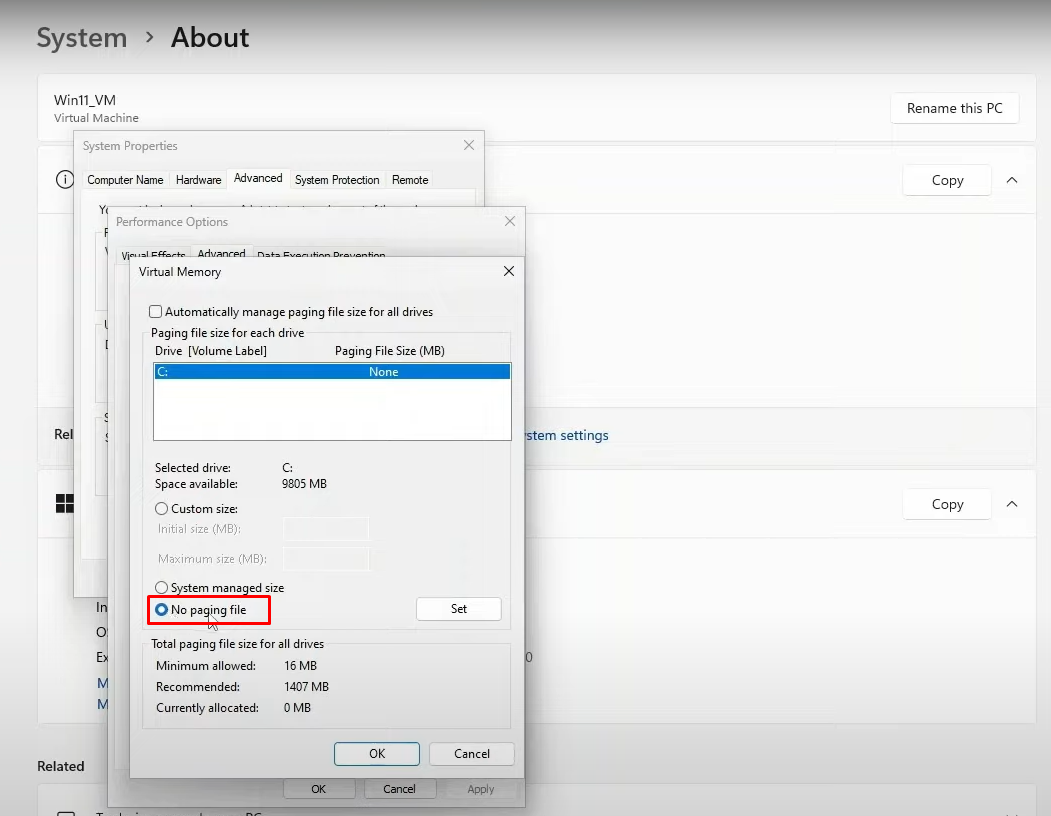 System > About
Win11_VM
Virtual Machine
Rename this PC
System Properties
Computer Name Hardware Advanced System Protection Remote
Copy
Performance Options
Visual Effects Advanced Data Execution Prevention
Virtual Memory
Automatically manage paging file size for all drives
Paging file size for each drive
Drive [Volume Label] Paging File Size (MB)
C: None
Rel
stem settings
Selected drive: C:
Space available: 9805 MB
Custom size:
Initial size (MB):
Maximum size (MB):
Copy
System managed size
No paging file
Set
In
Total paging file size for all drives
Minimum allowed: 16 MB
Recommended: 1407 MB
Currently allocated: 0 MB
Ex
0
M
M
OK Cancel
Related
OK Cancel Apply